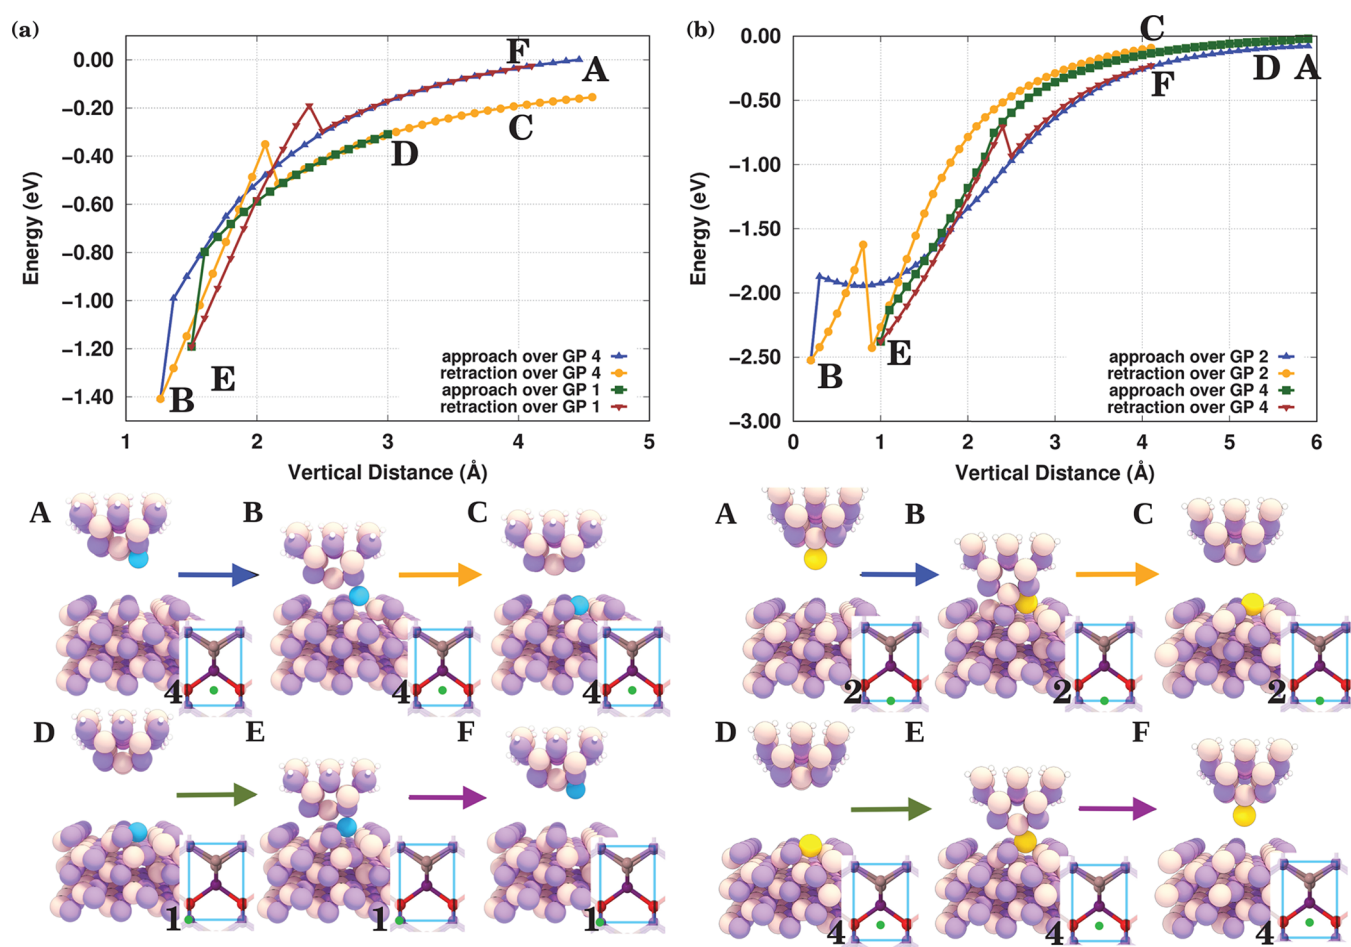 (a)
0.00
−0.20
−0.40
−0.60
−0.80
−1.00
−1.20
−1.40
Energy (eV)
1 2 3 4 5
Vertical Distance (Å)
F
A
C
D
E
B
approach over GP 4
retraction over GP 4
approach over GP 1
retraction over GP 1
(b)
0.00
−0.50
−1.00
−1.50
−2.00
−2.50
−3.00
Energy (eV)
0 1 2 3 4 5 6
Vertical Distance (Å)
C
D A
F
E
B
approach over GP 2
retraction over GP 2
approach over GP 4
retraction over GP 4
A B C
4 4 4
D E F
1 1 1
A B C
2 2 2
D E F
4 4 4